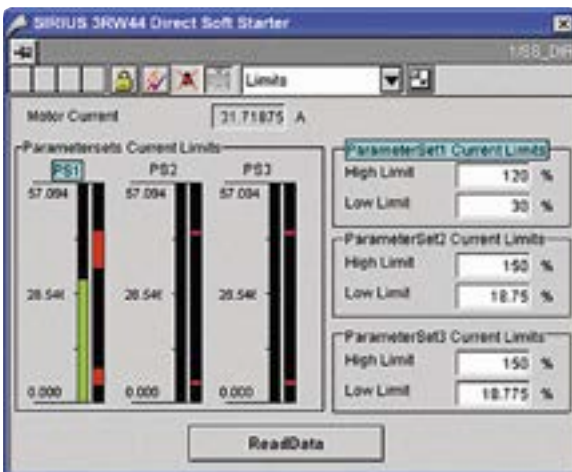 SIRIUS 3RW44 Direct Soft Starter
1/SS_DIR
Limits
Motor Current 31.71875 A
Parametersets Current Limits
PS1 PS2 PS3
57.094 57.094 57.094
28.546 28.546 28.546
0.000 0.000 0.000
ParameterSet1 Current Limits
High Limit 120 %
Low Limit 30 %
ParameterSet2 Current Limits
High Limit 150 %
Low Limit 18.75 %
ParameterSet3 Current Limits
High Limit 150 %
Low Limit 18.775 %
ReadData